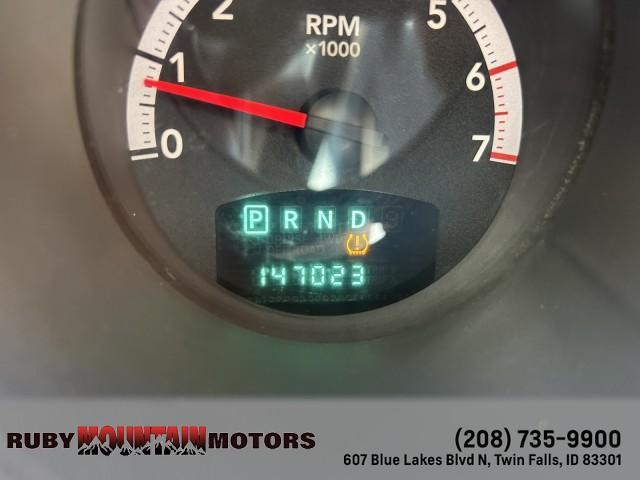 2 RPM 5
x1000
1 6
0 7
P R N D
147023
RUBY MOUNTAIN MOTORS
(208) 735-9900
607 Blue Lakes Blvd N, Twin Falls, ID 83301